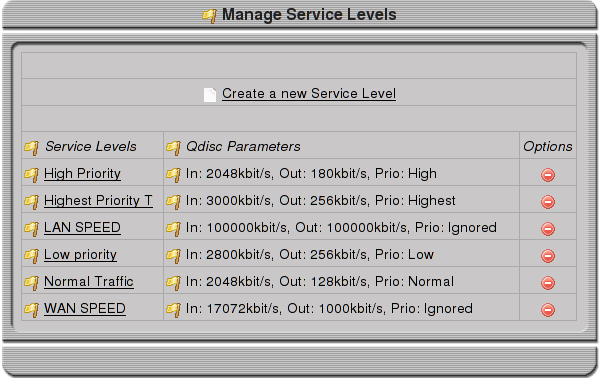 Manage Service Levels
Create a new Service Level
Service Levels Qdisc Parameters Options
High Priority In: 2048kbit/s, Out: 180kbit/s, Prio: High
Highest Priority T In: 3000kbit/s, Out: 256kbit/s, Prio: Highest
LAN SPEED In: 100000kbit/s, Out: 100000kbit/s, Prio: Ignored
Low priority In: 2800kbit/s, Out: 256kbit/s, Prio: Low
Normal Traffic In: 2048kbit/s, Out: 128kbit/s, Prio: Normal
WAN SPEED In: 17072kbit/s, Out: 1000kbit/s, Prio: Ignored